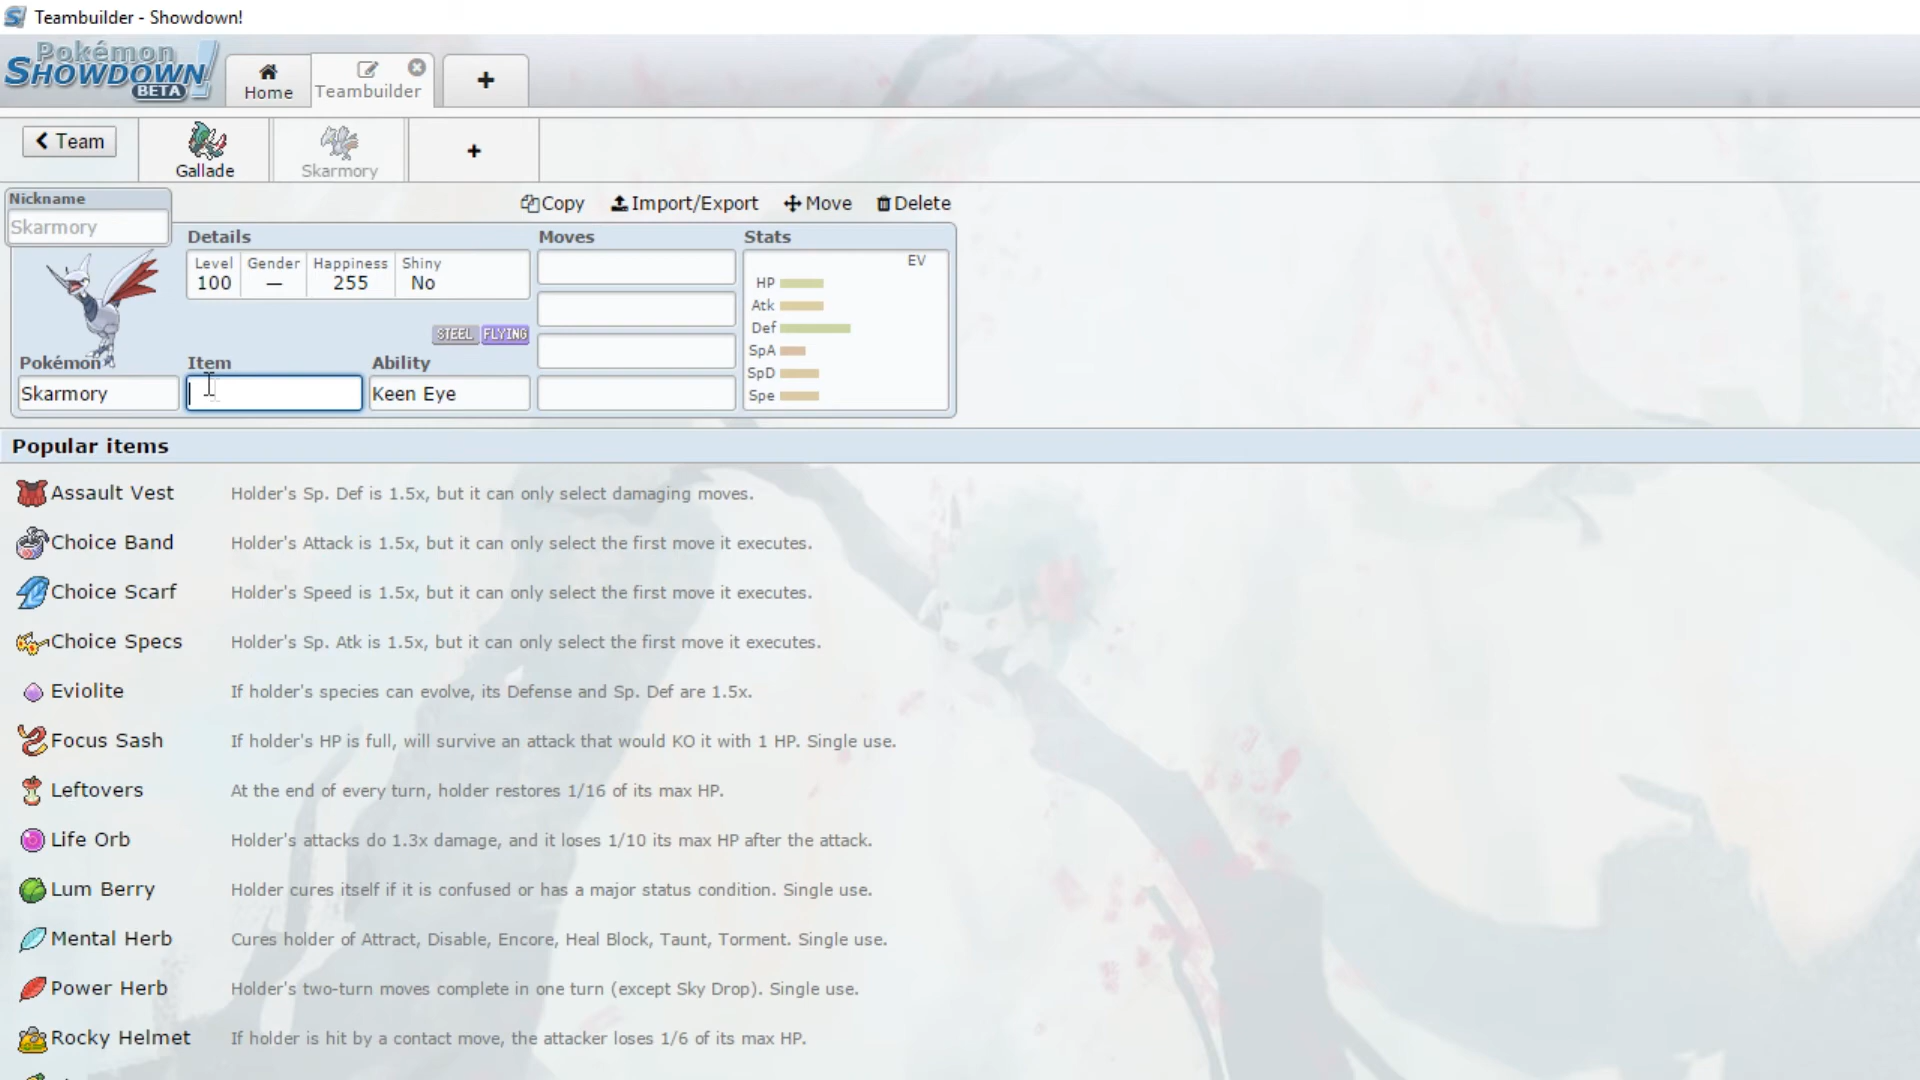 Teambuilder - Showdown!
Pokémon
SHOWDOWN!
BETA
Home
Teambuilder
+
< Team
Gallade
Skarmory
+
Nickname
Skarmory
Copy Import/Export Move Delete
Details
Moves
Stats
Level Gender Happiness Shiny
100 — 255 No
EV
HP
Atk
Def
SpA
SpD
Spe
STEEL FLYING
Pokémon Item Ability
Skarmory
Keen Eye
Popular items
Assault Vest Holder's Sp. Def is 1.5x, but it can only select damaging moves.
Choice Band Holder's Attack is 1.5x, but it can only select the first move it executes.
Choice Scarf Holder's Speed is 1.5x, but it can only select the first move it executes.
Choice Specs Holder's Sp. Atk is 1.5x, but it can only select the first move it executes.
Eviolite If holder's species can evolve, its Defense and Sp. Def are 1.5x.
Focus Sash If holder's HP is full, will survive an attack that would KO it with 1 HP. Single use.
Leftovers At the end of every turn, holder restores 1/16 of its max HP.
Life Orb Holder's attacks do 1.3x damage, and it loses 1/10 its max HP after the attack.
Lum Berry Holder cures itself if it is confused or has a major status condition. Single use.
Mental Herb Cures holder of Attract, Disable, Encore, Heal Block, Taunt, Torment. Single use.
Power Herb Holder's two-turn moves complete in one turn (except Sky Drop). Single use.
Rocky Helmet If holder is hit by a contact move, the attacker loses 1/6 of its max HP.